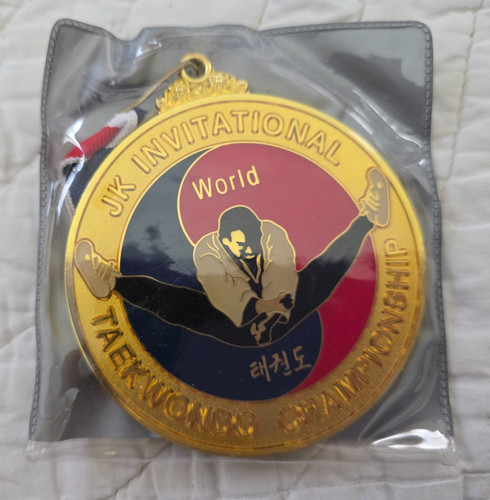 JK INVITATIONAL
World
태권도
TAEKWONDO CHAMPIONSHIP